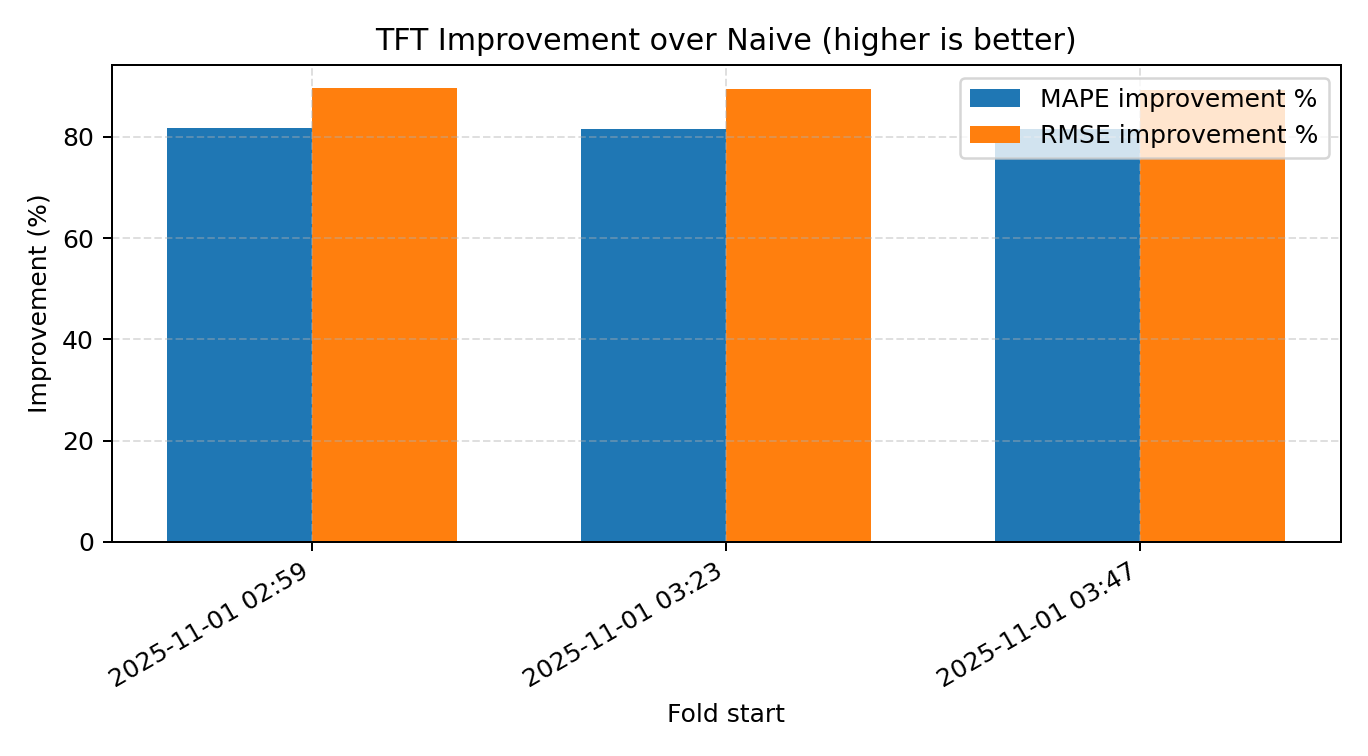 TFT Improvement over Naive (higher is better)
MAPE improvement %
RMSE improvement %
Improvement (%)
80
60
40
20
0
2025-11-01 02:59
2025-11-01 03:23
2025-11-01 03:47
Fold start